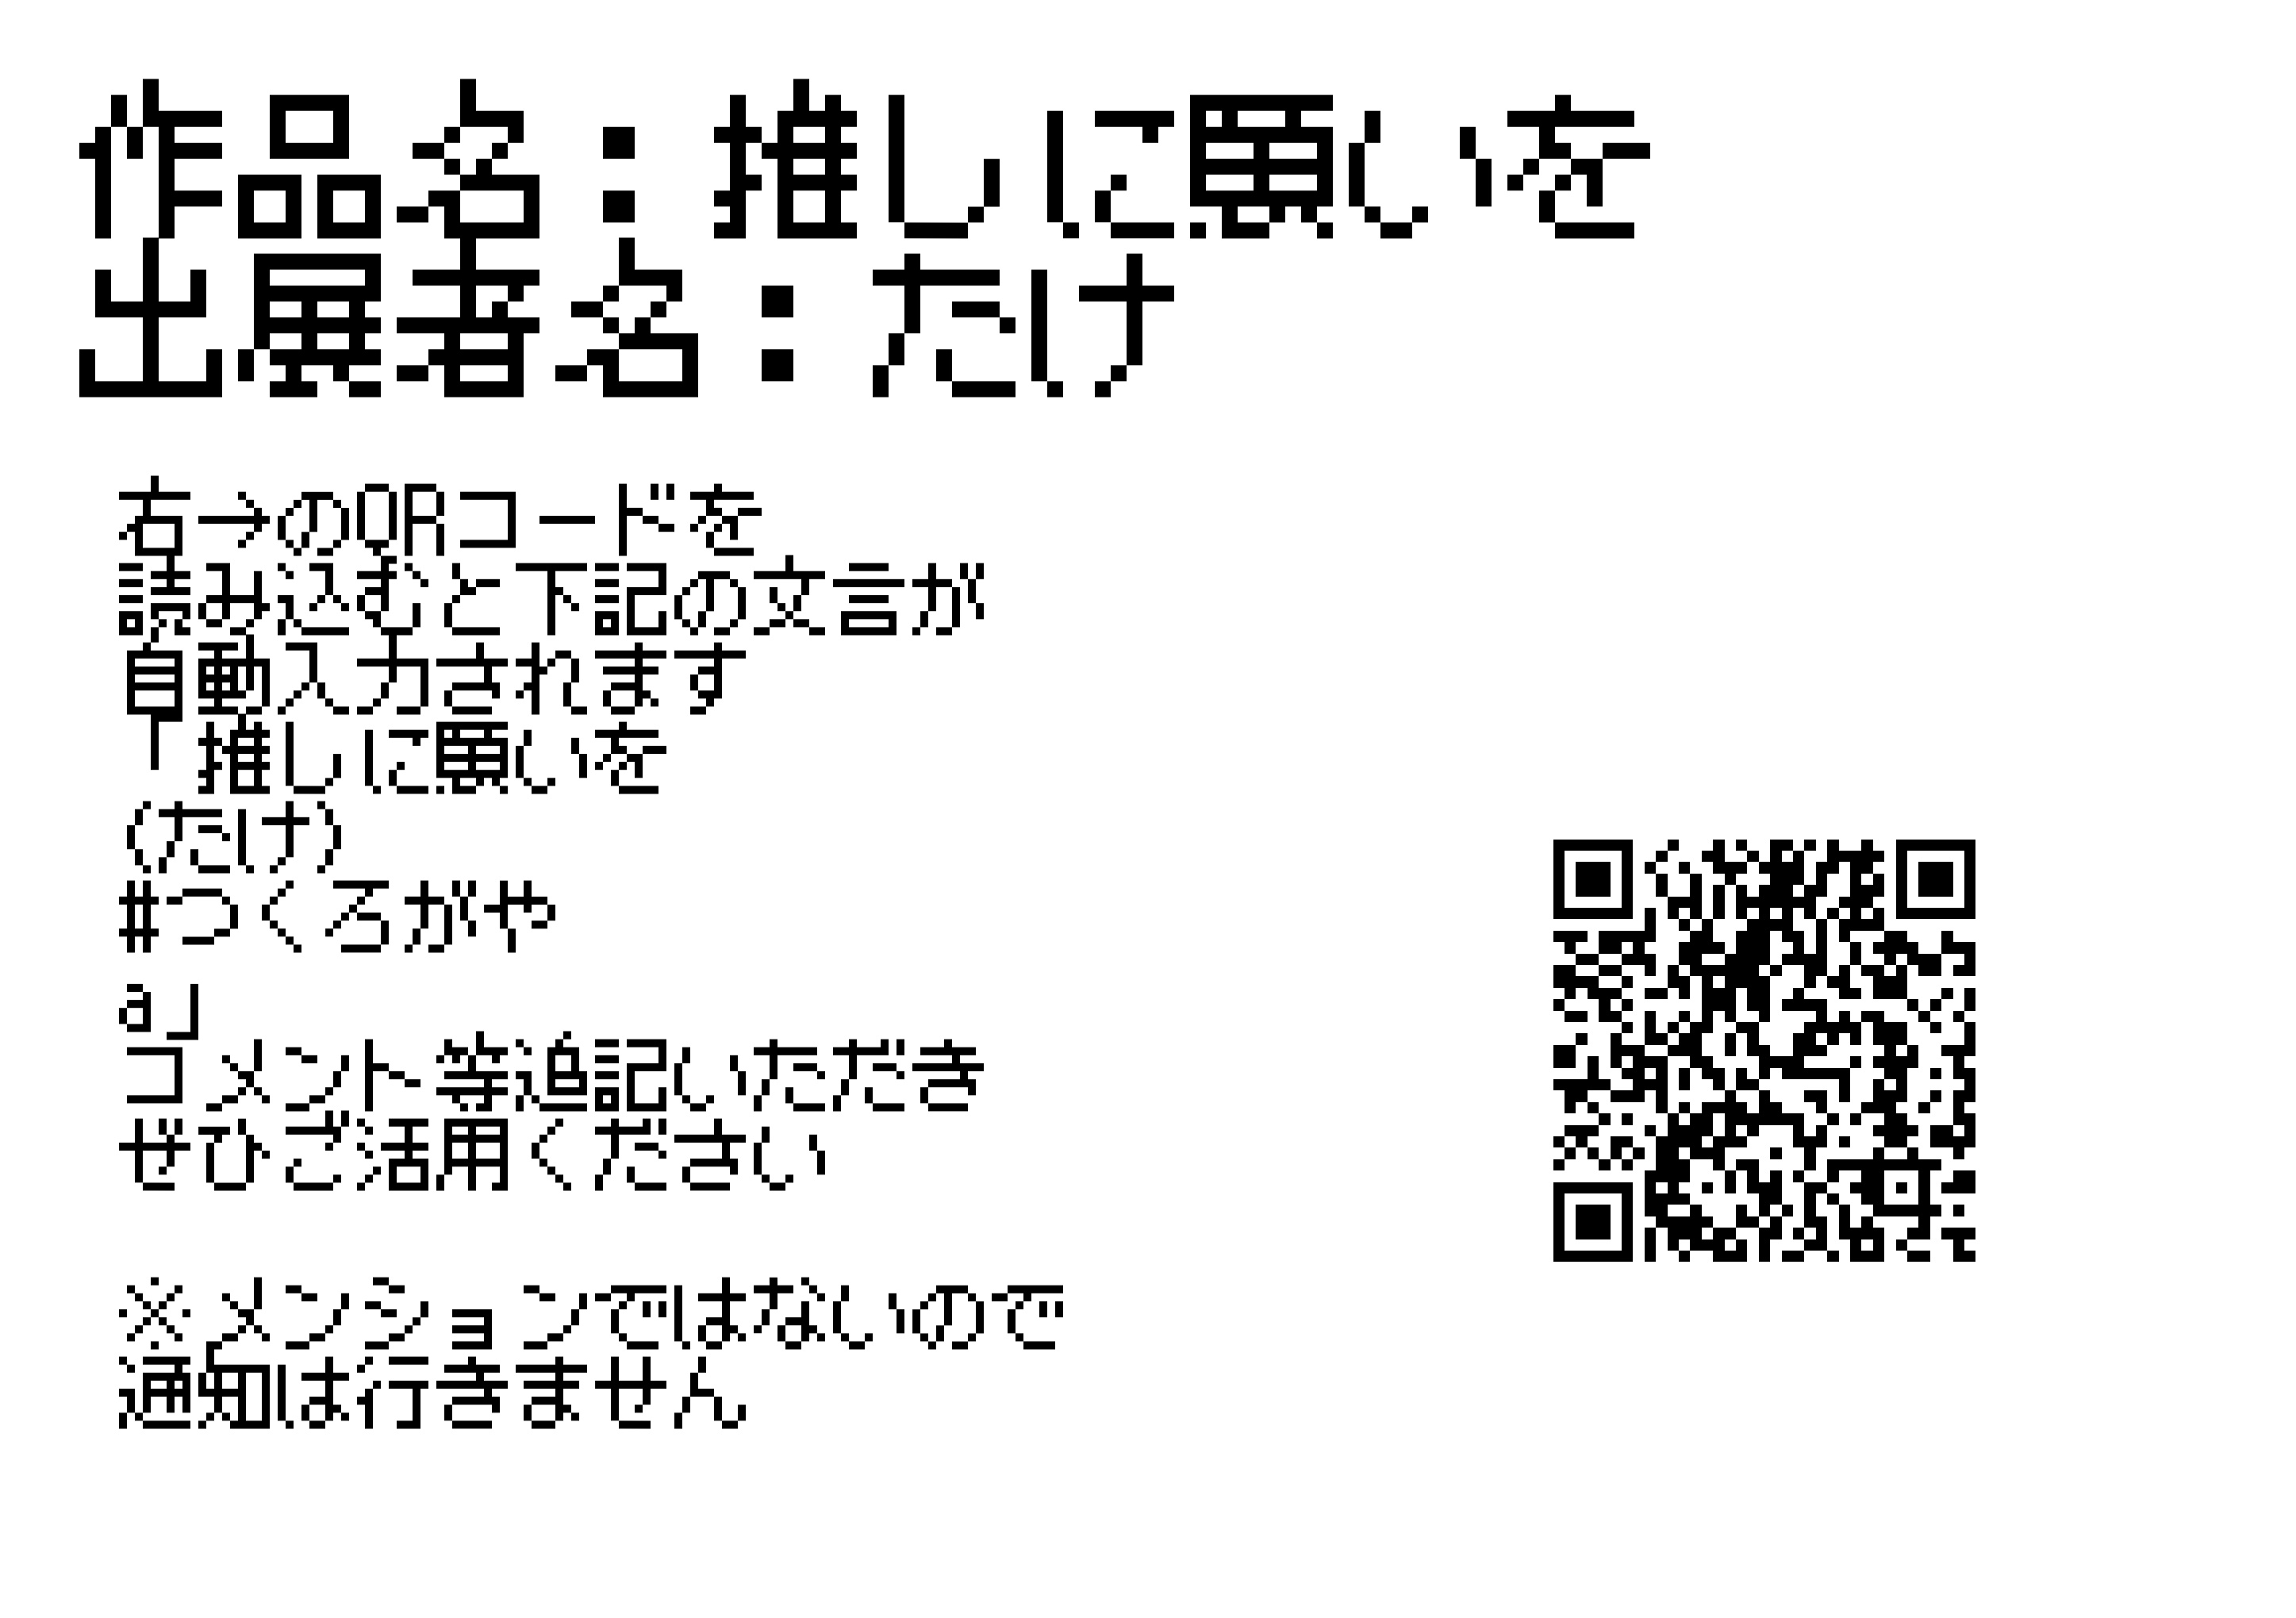 作品名：推しに願いを
出展者名：たけ
右→のQRコードを
読み込むと下記の文言が
自動入力されます
「推しに願いを
(たけ)
#つくろがや
a」
コメント等追記いただき
ぜひご活用ください
※メンションではないので
通知は行きません